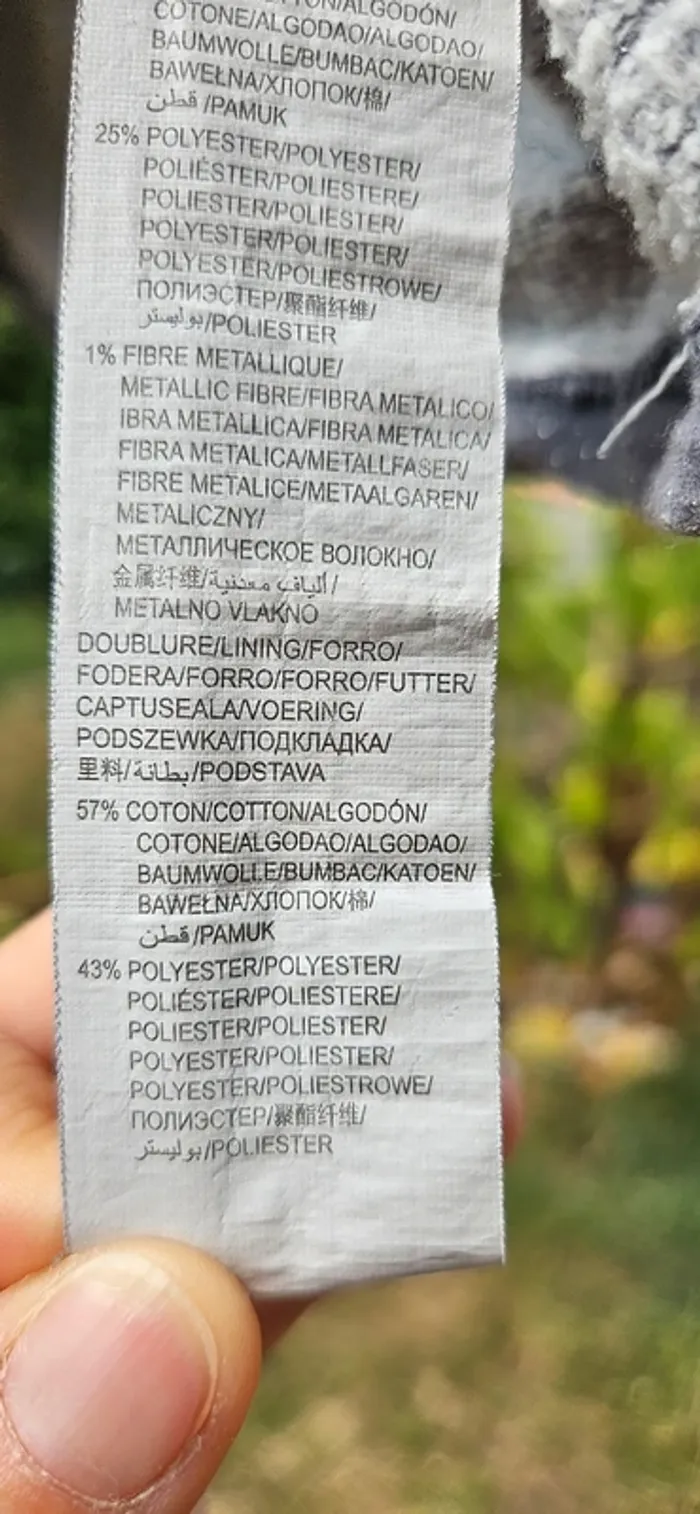 COTON/COTTON/ALGODÓN/
COTONE/ALGODAO/ALGODAO/
BAUMWOLLE/BUMBAC/KATOEN/
BAWEŁNA/ХЛОПОК/棉/
قطن/PAMUK
25% POLYESTER/POLYESTER/
POLIÉSTER/POLIESTERE/
POLIESTER/POLIESTER/
POLYESTER/POLIESTER/
POLYESTER/POLIESTROWE/
ПОЛИЭСТЕР/聚酯纤维/
بوليستر/POLIESTER
1% FIBRE METALLIQUE/
METALLIC FIBRE/FIBRA METALICO/
IBRA METALLICA/FIBRA METALICA/
FIBRA METALICA/METALLFASER/
FIBRE METALICE/METAALGAREN/
METALICZNY/
МЕТАЛЛИЧЕСКОЕ ВОЛОКНО/
金属纤维/ألياف معدنية/
METALNO VLAKNO
DOUBLURE/LINING/FORRO/
FODERA/FORRO/FORRO/FUTTER/
CAPTUSEALA/VOERING/
PODSZEWKA/ПОДКЛАДКА/
里料/بطانة/PODSTAVA
57% COTON/COTTON/ALGODÓN/
COTONE/ALGODAO/ALGODAO/
BAUMWOLLE/BUMBAC/KATOEN/
BAWEŁNA/ХЛОПОК/棉/
قطن/PAMUK
43% POLYESTER/POLYESTER/
POLIÉSTER/POLIESTERE/
POLIESTER/POLIESTER/
POLYESTER/POLIESTER/
POLYESTER/POLIESTROWE/
ПОЛИЭСТЕР/聚酯纤维/
بوليستر/POLIESTER